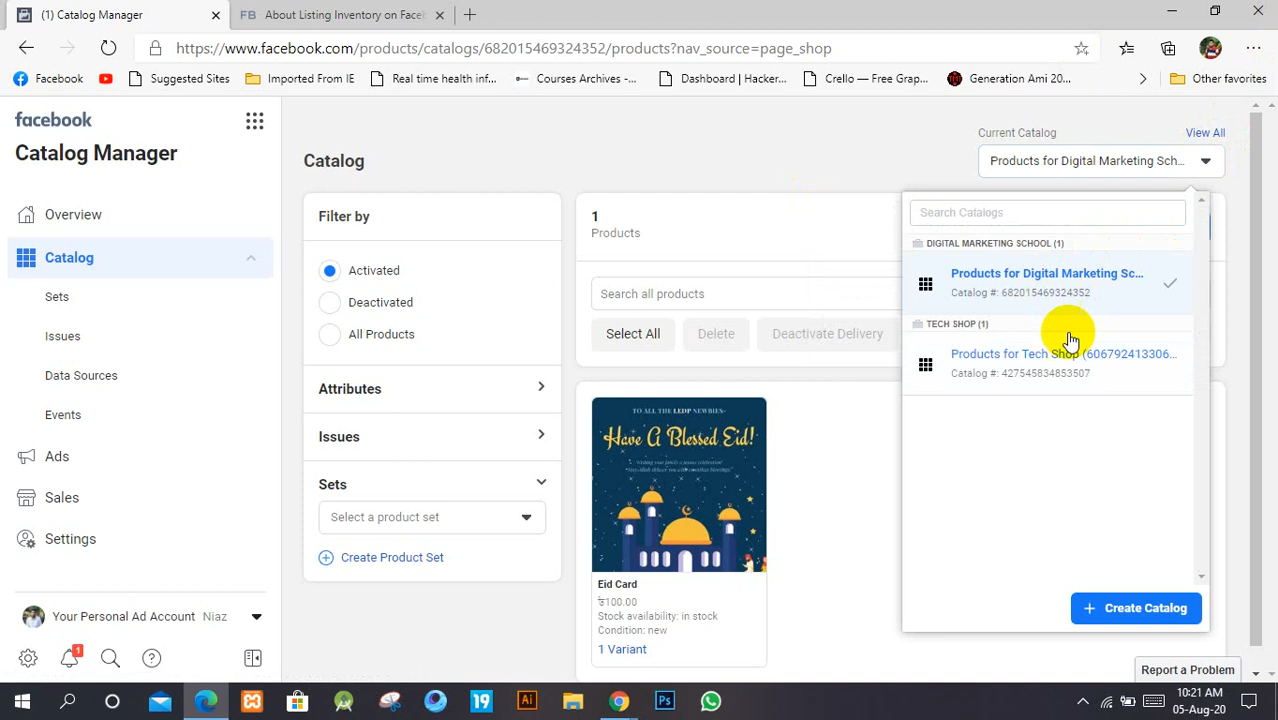 (1) Catalog Manager
FB About Listing Inventory on Facel
https://www.facebook.com/products/catalogs/682015469324352/products?nav_source=page_shop
Facebook
Suggested Sites
Imported From IE
Real time health inf...
Courses Archives -...
Dashboard | Hacker...
Crello — Free Grap...
Generation Ami 20...
Other favorites
facebook
Catalog Manager
Overview
Catalog
Sets
Issues
Data Sources
Events
Ads
Sales
Settings
Your Personal Ad Account Niaz
1
Catalog
Current Catalog
View All
Products for Digital Marketing Sch...
Filter by
Activated
Deactivated
All Products
Attributes
Issues
Sets
Select a product set
Create Product Set
1
Products
Search all products
Select All
Delete
Deactivate Delivery
TO ALL THE LEDP NEWBIES-
Have A Blessed Eid!
Eid Card
৳100.00
Stock availability: in stock
Condition: new
1 Variant
Search Catalogs
DIGITAL MARKETING SCHOOL (1)
Products for Digital Marketing Sc...
Catalog #: 682015469324352
TECH SHOP (1)
Products for Tech Shop (606792413306...
Catalog #: 427545834853507
+ Create Catalog
Report a Problem
19
Ai
Ps
10:21 AM
05-Aug-20